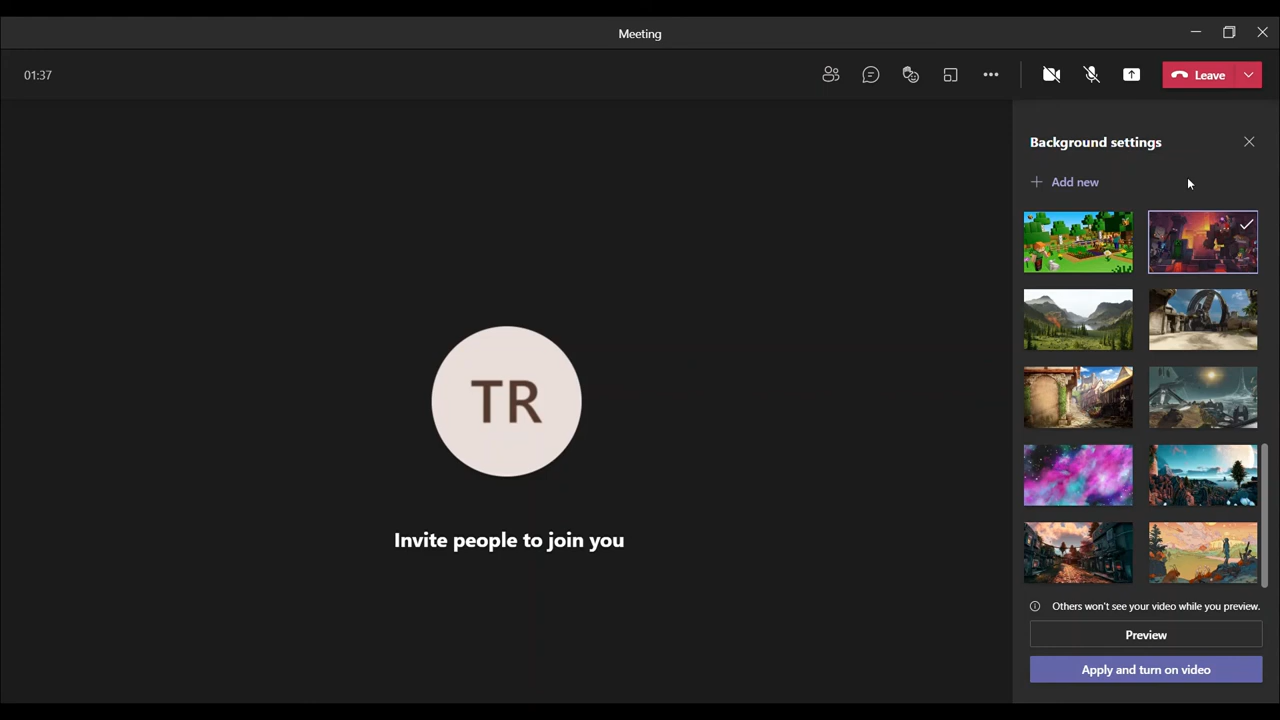 Meeting
01:37
Leave
Background settings
Add new
TR
Invite people to join you
Others won't see your video while you preview.
Preview
Apply and turn on video